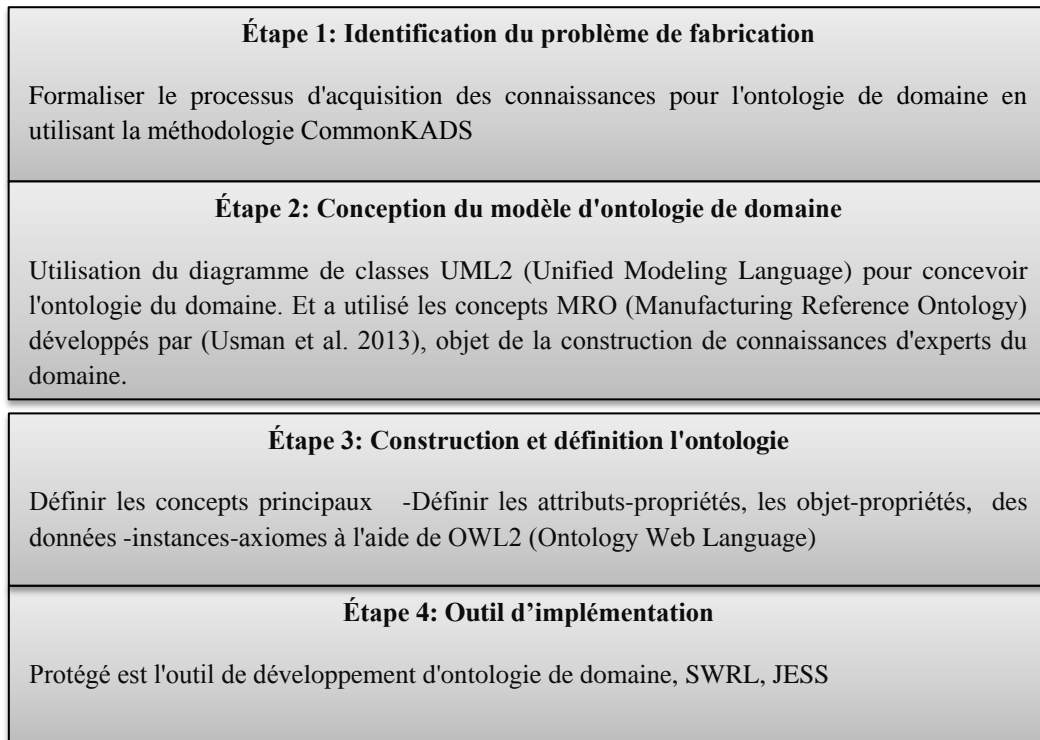 Étape 1: Identification du problème de fabrication
Formaliser le processus d'acquisition des connaissances pour l'ontologie de domaine en
utilisant la méthodologie CommonKADS
Étape 2: Conception du modèle d'ontologie de domaine
Utilisation du diagramme de classes UML2 (Unified Modeling Language) pour concevoir
l'ontologie du domaine. Et a utilisé les concepts MRO (Manufacturing Reference Ontology)
développés par (Usman et al. 2013), objet de la construction de connaissances d'experts du
domaine.
Étape 3: Construction et définition l'ontologie
Définir les concepts principaux -Définir les attributs-propriétés, les objet-propriétés, des
données -instances-axiomes à l'aide de OWL2 (Ontology Web Language)
Étape 4: Outil d’implémentation
Protégé est l'outil de développement d'ontologie de domaine, SWRL, JESS